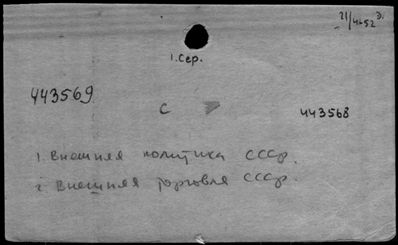 21/4452 Э.
1.Сер.
443569
С
443568
1. Внешняя политика СССР.
2. Внешняя торговля СССР.